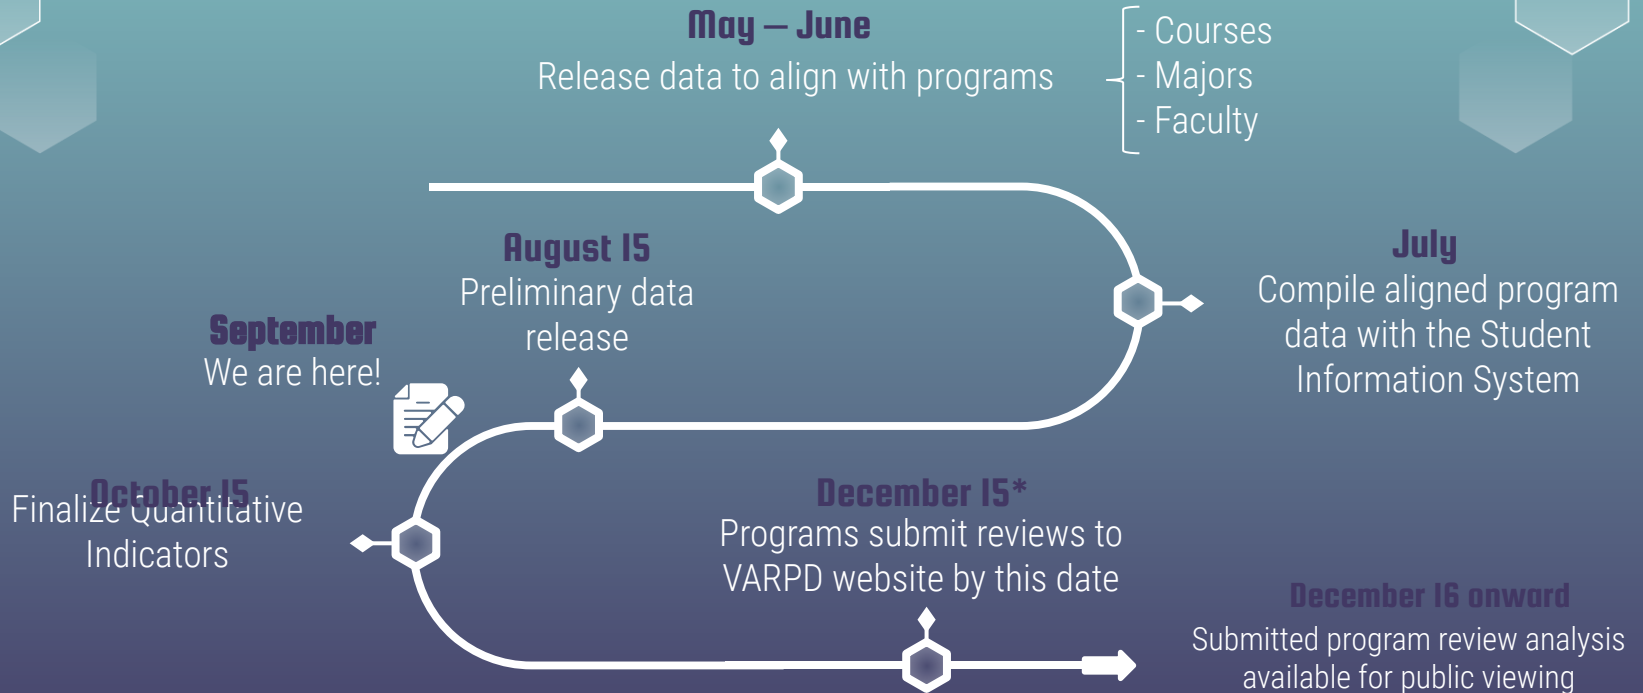 May – June
Release data to align with programs
- Courses
- Majors
- Faculty
July
Compile aligned program
data with the Student
Information System
August 15
Preliminary data
release
September
We are here!
October 15
Finalize Quantitative
Indicators
December 15*
Programs submit reviews to
VARPD website by this date
December 16 onward
Submitted program review analysis
available for public viewing